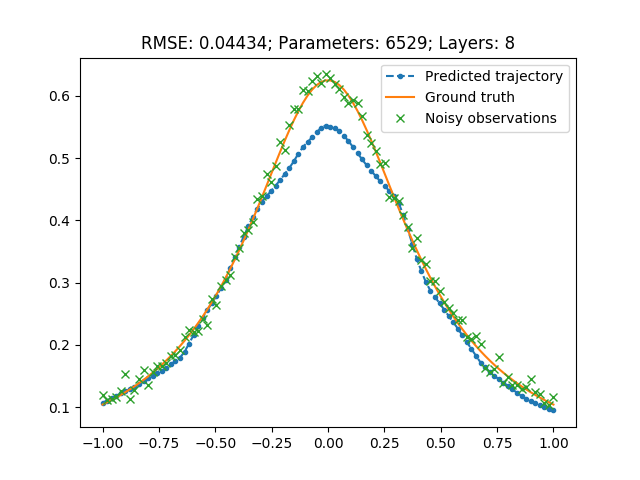 RMSE: 0.04434; Parameters: 6529; Layers: 8
Predicted trajectory
Ground truth
Noisy observations
0.6
0.5
0.4
0.3
0.2
0.1
−1.00 −0.75 −0.50 −0.25 0.00 0.25 0.50 0.75 1.00